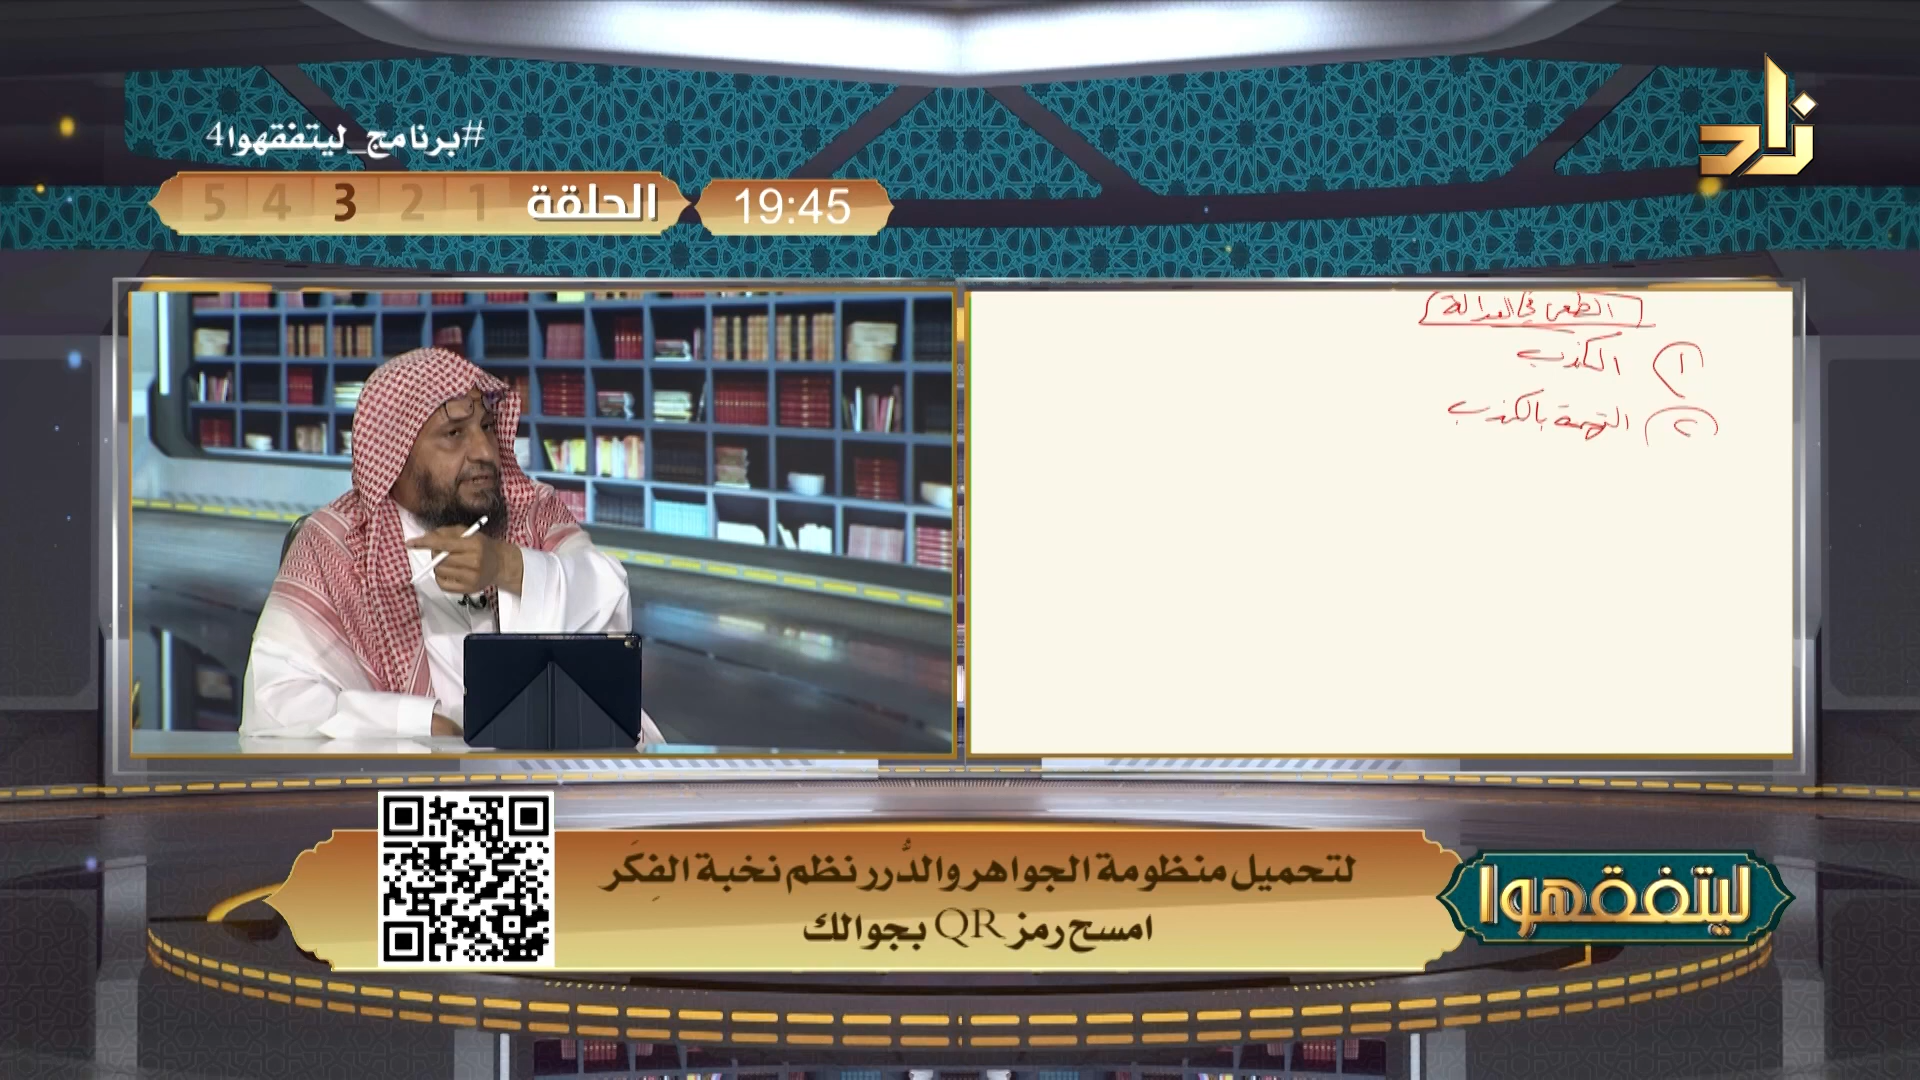 زاد
#برنامج_ليتفقهوا4
الحلقة 1 2 3 4 5
19:45
الطعن في العدالة
١ الكذب
٢ التهمة بالكذب
لتحميل منظومة الجواهر والدُّرر نظم نخبة الفِكَر
امسح رمز QR بجوالك
ليتفقهوا